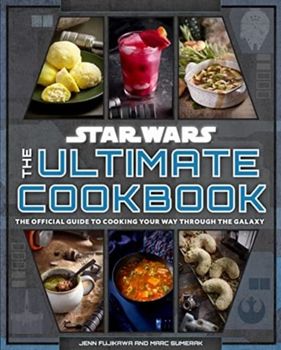 STAR WARS
THE
ULTIMATE
COOKBOOK
THE OFFICIAL GUIDE TO COOKING YOUR WAY THROUGH THE GALAXY
JENN FUJIKAWA AND MARC SUMERAK